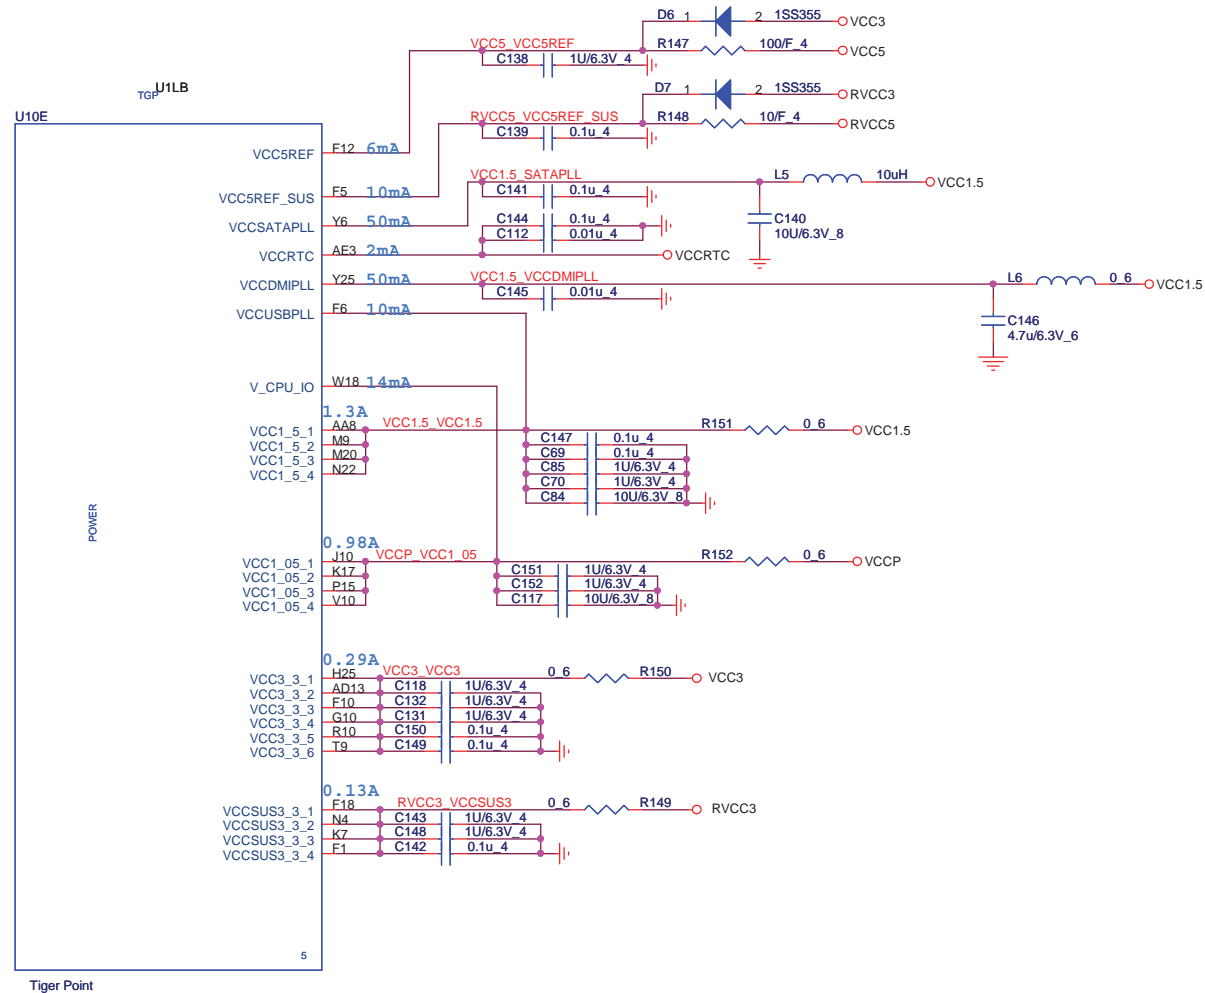 D6 1 2 1SS355 VCC3
VCC5_VCC5REF R147 100/F_4 VCC5
C138 1U/6.3V_4
D7 1 2 1SS355 RVCC3
TGP U1LB
U10E
RVCC5_VCC5REF_SUS R148 10/F_4 RVCC5
C139 0.1u_4
VCC5REF F12 6mA
VCC1.5_SATAPLL L5 10uH VCC1.5
VCC5REF_SUS F5 10mA C141 0.1u_4
C144 0.1u_4 C140
VCCSATAPLL Y6 50mA
C112 0.01u_4 10U/6.3V_8
VCCRTC AE3 2mA VCCRTC
VCC1.5_VCCDMIPLL
VCCDMIPLL Y25 50mA L6 0_6 VCC1.5
C145 0.01u_4
VCCUSBPLL F6 10mA
C146
4.7u/6.3V_6
V_CPU_IO W18 14mA
1.3A
VCC1_5_1 AA8 VCC1.5_VCC1.5 R151 0_6 VCC1.5
VCC1_5_2 M9 C147 0.1u_4
VCC1_5_3 M20 C69 0.1u_4
VCC1_5_4 N22 C85 1U/6.3V_4
C70 1U/6.3V_4
C84 10U/6.3V_8
POWER
0.98A
VCC1_05_1 J10 VCCP_VCC1_05 R152 0_6 VCCP
VCC1_05_2 K17 C151 1U/6.3V_4
VCC1_05_3 P15 C152 1U/6.3V_4
VCC1_05_4 V10 C117 10U/6.3V_8
0.29A
VCC3_3_1 H25 VCC3_VCC3 0_6 R150 VCC3
VCC3_3_2 AD13 C118 1U/6.3V_4
VCC3_3_3 F10 C132 1U/6.3V_4
VCC3_3_4 G10 C131 1U/6.3V_4
VCC3_3_5 R10 C150 0.1u_4
VCC3_3_6 T9 C149 0.1u_4
0.13A
VCCSUS3_3_1 F18 RVCC3_VCCSUS3 0_6 R149 RVCC3
VCCSUS3_3_2 N4 C143 1U/6.3V_4
VCCSUS3_3_3 K7 C148 1U/6.3V_4
VCCSUS3_3_4 F1 C142 0.1u_4
5
Tiger Point